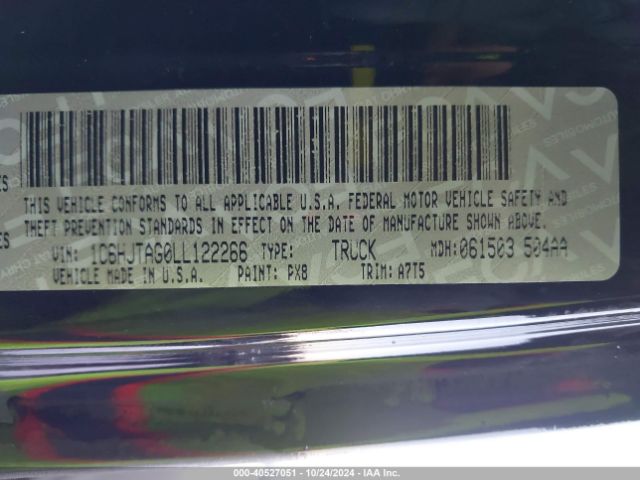 THIS VEHICLE CONFORMS TO ALL APPLICABLE U.S.A. FEDERAL MOTOR VEHICLE SAFETY AND
THEFT PREVENTION STANDARDS IN EFFECT ON THE DATE OF MANUFACTURE SHOWN ABOVE.
VIN: 1C6HJTAG0LL122266 TYPE: TRUCK MDH:061503 504AA
VEHICLE MADE IN U.S.A. PAINT: PX8 TRIM: A7T5
000-40527051 - 10/24/2024 - IAA Inc.